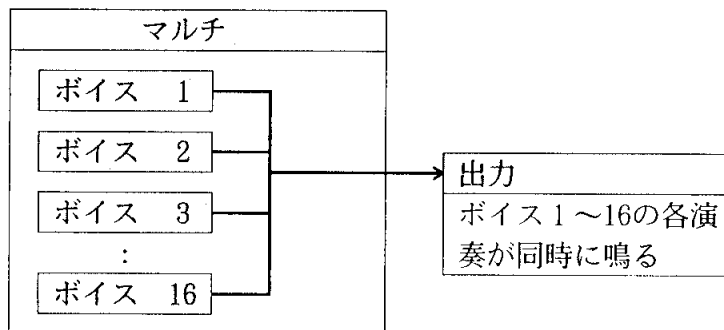 マルチ
ボイス 1
ボイス 2
ボイス 3
:
ボイス 16
出力
ボイス1～16の各演
奏が同時に鳴る